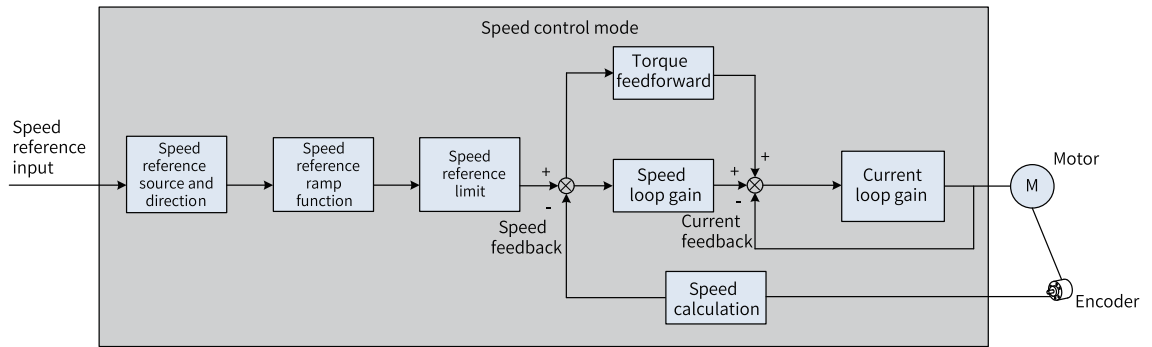 Speed control mode
Torque
feedforward
Speed
reference
input
Speed
reference
source and
direction
Speed
reference
ramp
function
Speed
reference
limit
+
-
Speed
feedback
Speed
loop gain
+
+
-
Current
feedback
Current
loop gain
Motor
M
Speed
calculation
Encoder